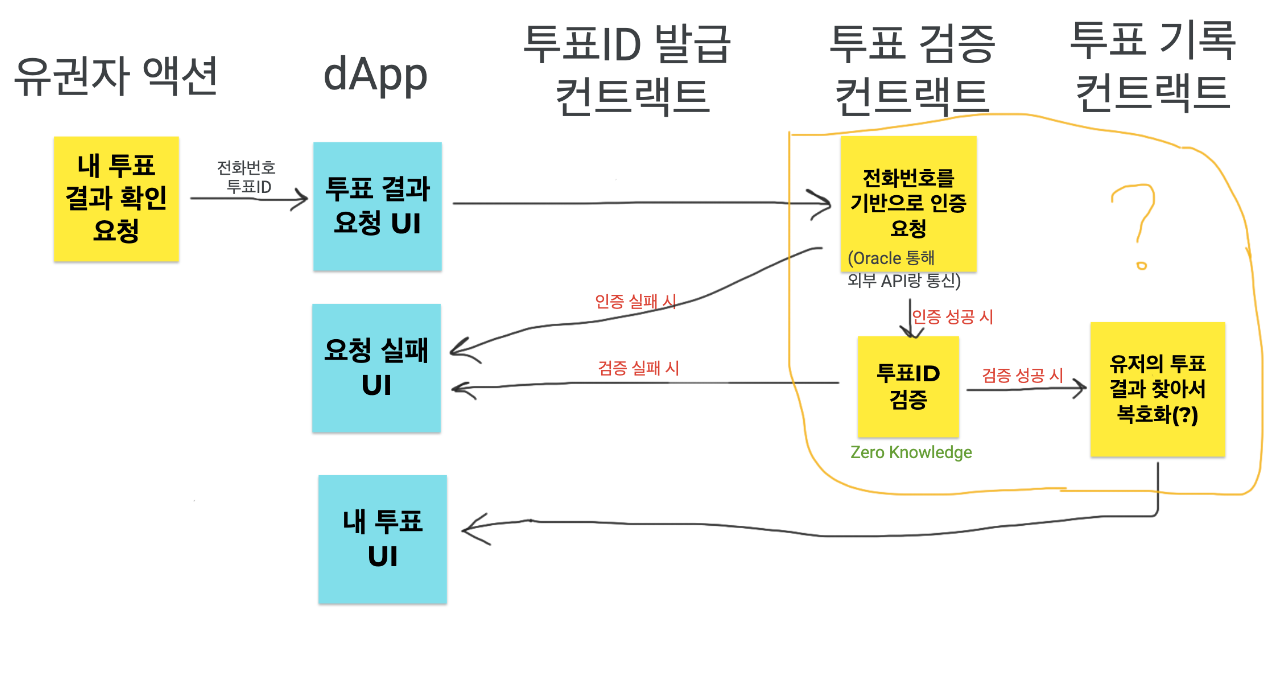 유권자 액션
dApp
투표ID 발급
컨트랙트
투표 검증
컨트랙트
투표 기록
컨트랙트
내 투표
결과 확인
요청
전화번호
투표ID
투표 결과
요청 UI
전화번호를
기반으로 인증
요청
(Oracle 통해
외부 API랑 통신)
?
인증 실패 시
인증 성공 시
요청 실패
UI
검증 실패 시
투표ID
검증
Zero Knowledge
검증 성공 시
유저의 투표
결과 찾아서
복호화(?)
내 투표
UI